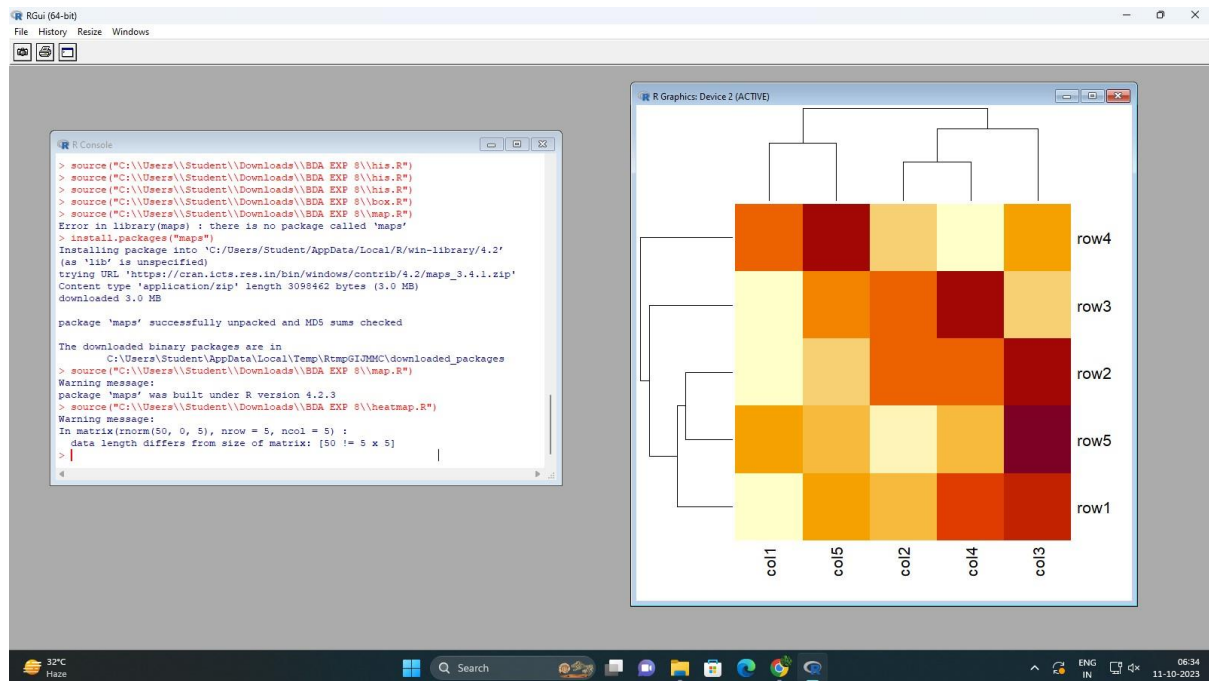 RGui (64-bit)
File History Resize Windows
R Console
> source("C:\\Users\\Student\\Downloads\\BDA EXP 8\\his.R")
> source("C:\\Users\\Student\\Downloads\\BDA EXP 8\\his.R")
> source("C:\\Users\\Student\\Downloads\\BDA EXP 8\\his.R")
> source("C:\\Users\\Student\\Downloads\\BDA EXP 8\\box.R")
> source("C:\\Users\\Student\\Downloads\\BDA EXP 8\\map.R")
Error in library(maps) : there is no package called ‘maps’
> install.packages("maps")
Installing package into ‘C:/Users/Student/AppData/Local/R/win-library/4.2’
(as ‘lib’ is unspecified)
trying URL 'https://cran.icts.res.in/bin/windows/contrib/4.2/maps_3.4.1.zip'
Content type 'application/zip' length 3098462 bytes (3.0 MB)
downloaded 3.0 MB
package ‘maps’ successfully unpacked and MD5 sums checked
The downloaded binary packages are in
C:\Users\Student\AppData\Local\Temp\RtmpGIJMMC\downloaded_packages
> source("C:\\Users\\Student\\Downloads\\BDA EXP 8\\map.R")
Warning message:
package ‘maps’ was built under R version 4.2.3
> source("C:\\Users\\Student\\Downloads\\BDA EXP 8\\heatmap.R")
Warning message:
In matrix(rnorm(50, 0, 5), nrow = 5, ncol = 5) :
data length differs from size of matrix: [50 != 5 x 5]
>
R Graphics: Device 2 (ACTIVE)
row4
row3
row2
row5
row1
col1
col5
col2
col4
col3
32°C
Haze
Search
ENG
IN
06:34
11-10-2023